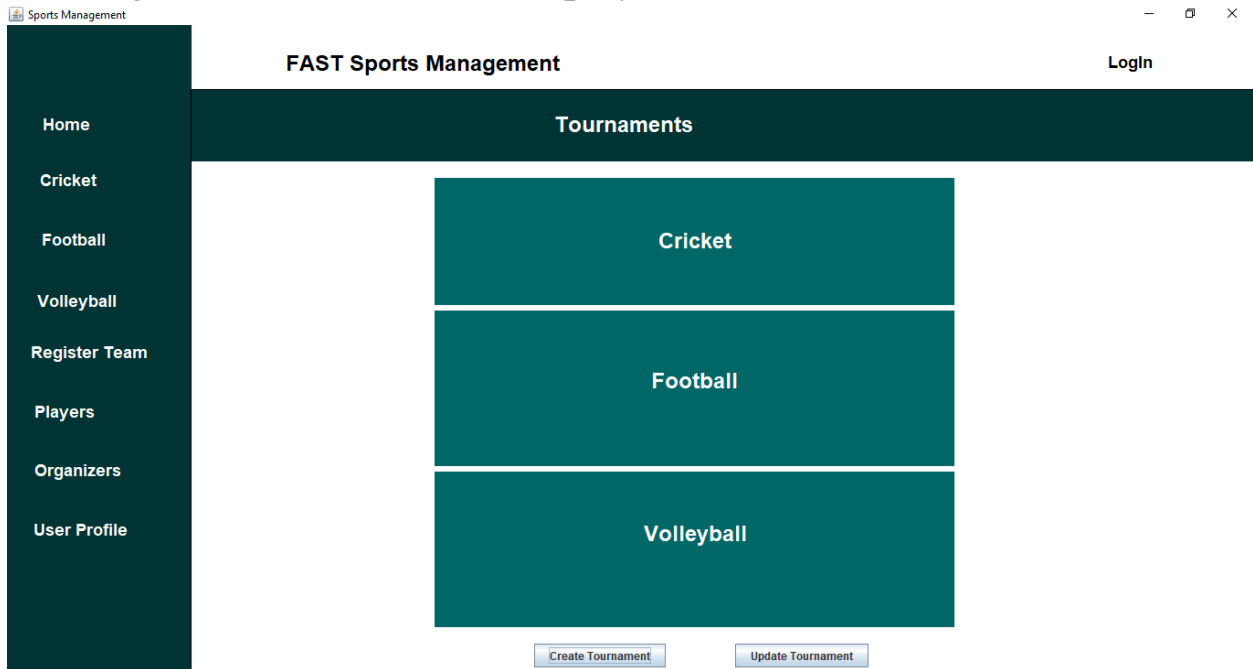 Sports Management
FAST Sports Management
LogIn
Home
Cricket
Football
Volleyball
Register Team
Players
Organizers
User Profile
Tournaments
Cricket
Football
Volleyball
Create Tournament
Update Tournament